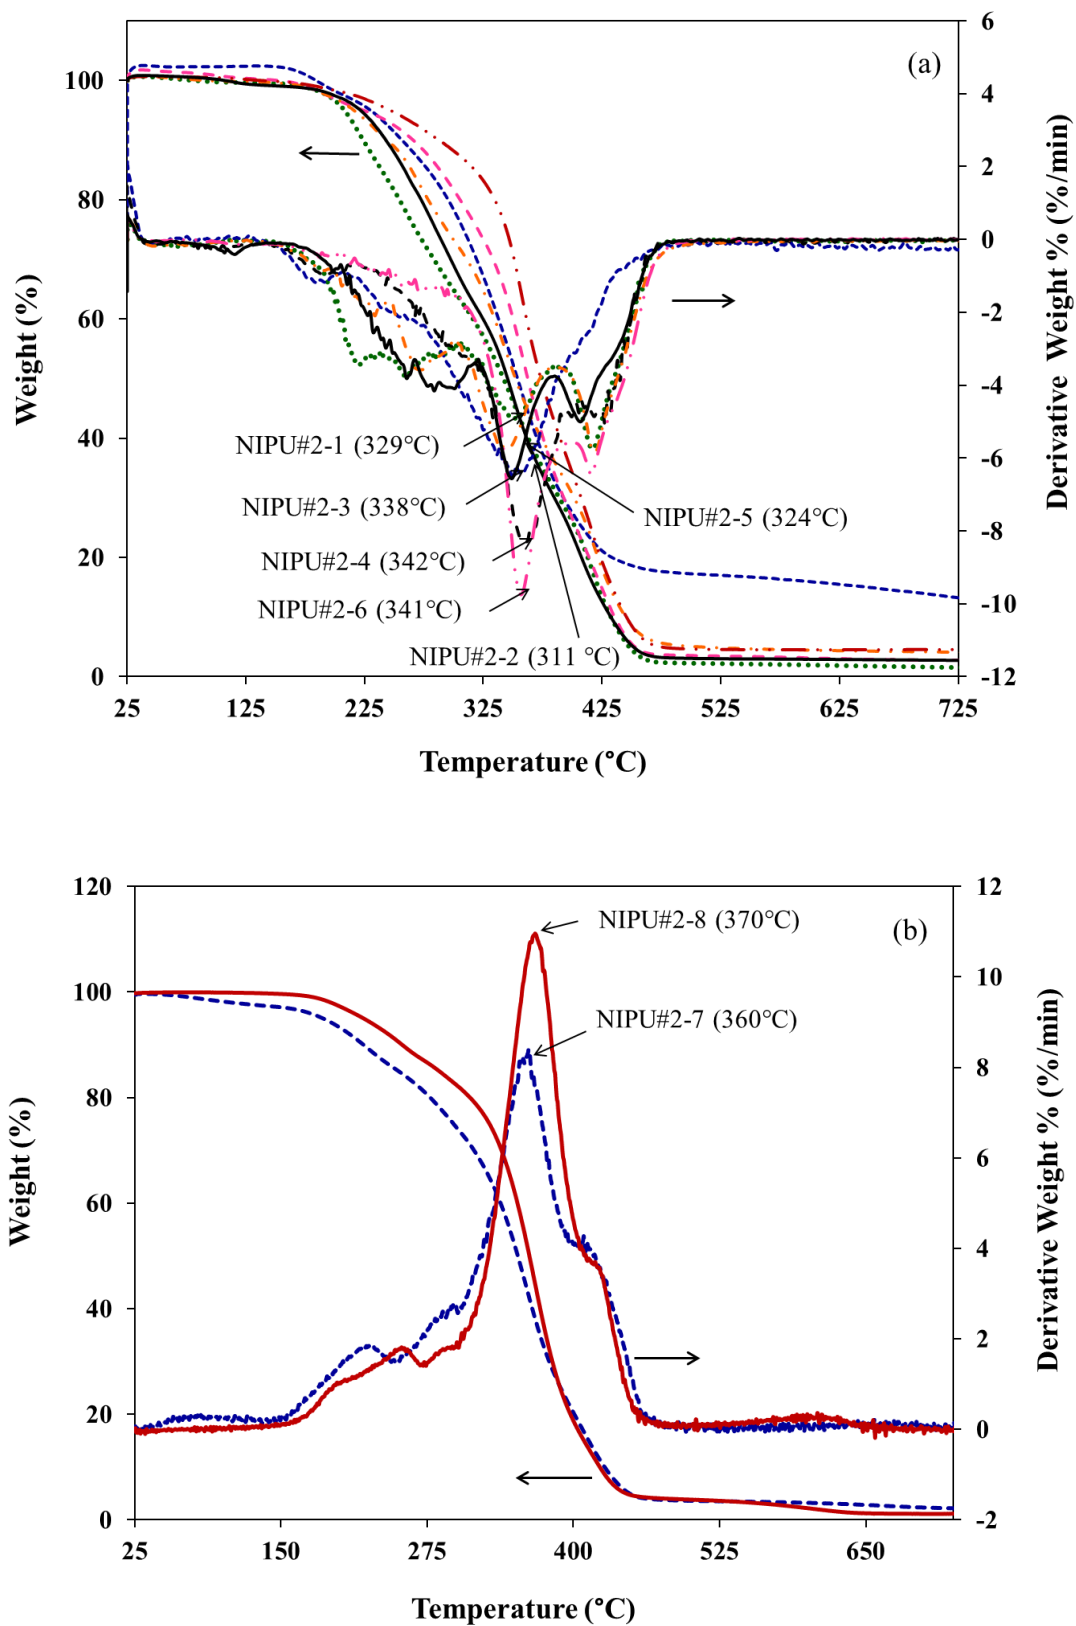 (a)
6
4
2
0
-2
-4
-6
-8
-10
-12
100
80
60
40
20
0
Weight (%)
Derivative Weight % (%/min)
NIPU#2-1 (329°C)
NIPU#2-3 (338°C)
NIPU#2-5 (324°C)
NIPU#2-4 (342°C)
NIPU#2-6 (341°C)
NIPU#2-2 (311 °C)
25 125 225 325 425 525 625 725
Temperature (°C)
(b)
120
100
80
60
40
20
0
Weight (%)
12
10
8
6
4
2
0
-2
Derivative Weight % (%/min)
NIPU#2-8 (370°C)
NIPU#2-7 (360°C)
25 150 275 400 525 650
Temperature (°C)